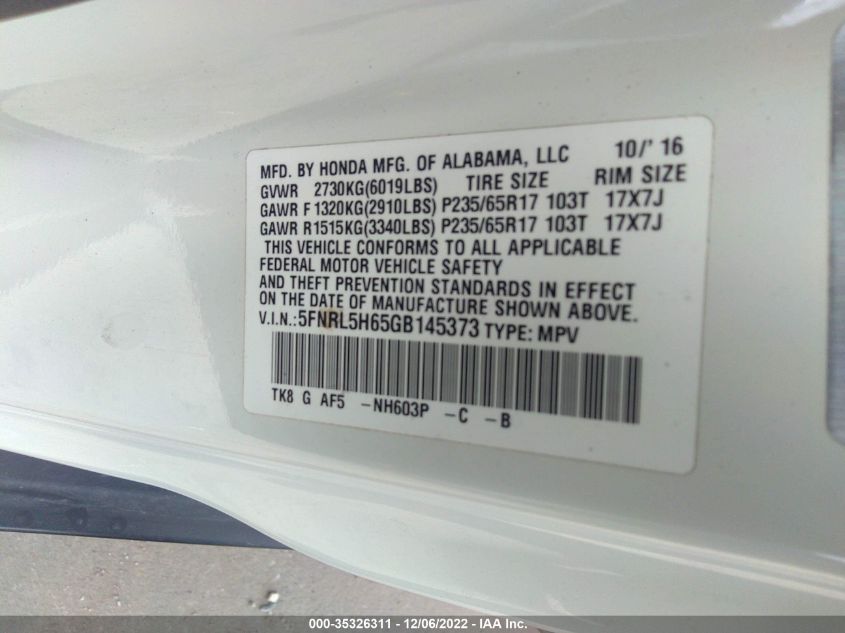 MFD. BY HONDA MFG. OF ALABAMA, LLC 10/' 16
GVWR 2730KG(6019LBS) TIRE SIZE RIM SIZE
GAWR F 1320KG(2910LBS) P235/65R17 103T 17X7J
GAWR R1515KG(3340LBS) P235/65R17 103T 17X7J
THIS VEHICLE CONFORMS TO ALL APPLICABLE
FEDERAL MOTOR VEHICLE SAFETY
AND THEFT PREVENTION STANDARDS IN EFFECT
ON THE DATE OF MANUFACTURE SHOWN ABOVE.
V.I.N.: 5FNRL5H65GB145373 TYPE: MPV
TK8 G AF5 -NH603P -C -B
000-35326311 - 12/06/2022 - IAA Inc.